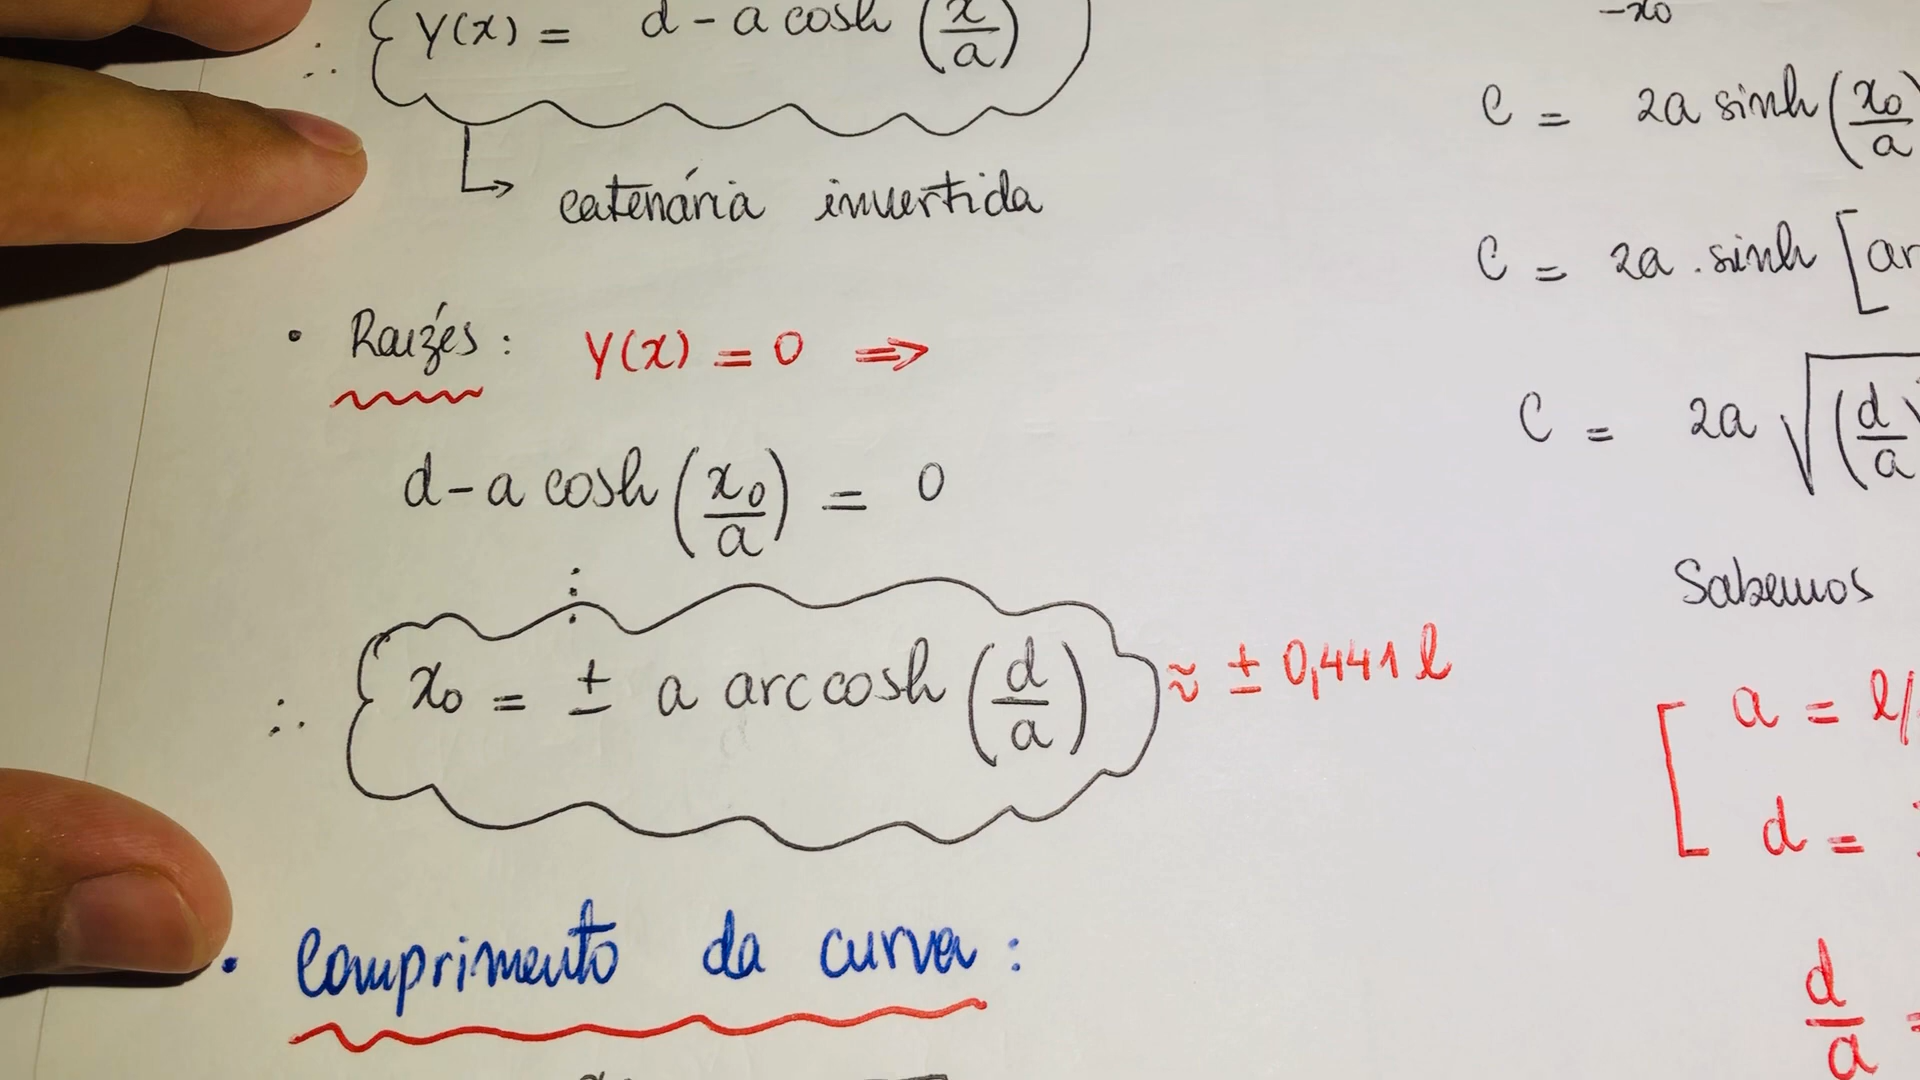 ∴ Y(x) = d - a cosh (x/a)
↳ catenária invertida
• Raízes: Y(x) = 0 ⇒
d - a cosh (x₀/a) = 0
⋮
∴ x₀ = ± a arccosh (d/a) ≈ ± 0,441 l
• Comprimento da curva:
-x₀
C = 2a sinh (x₀/a
C = 2a . sinh [ar
C = 2a √(d/a
Sabemos
a = l/
d =
d/a =